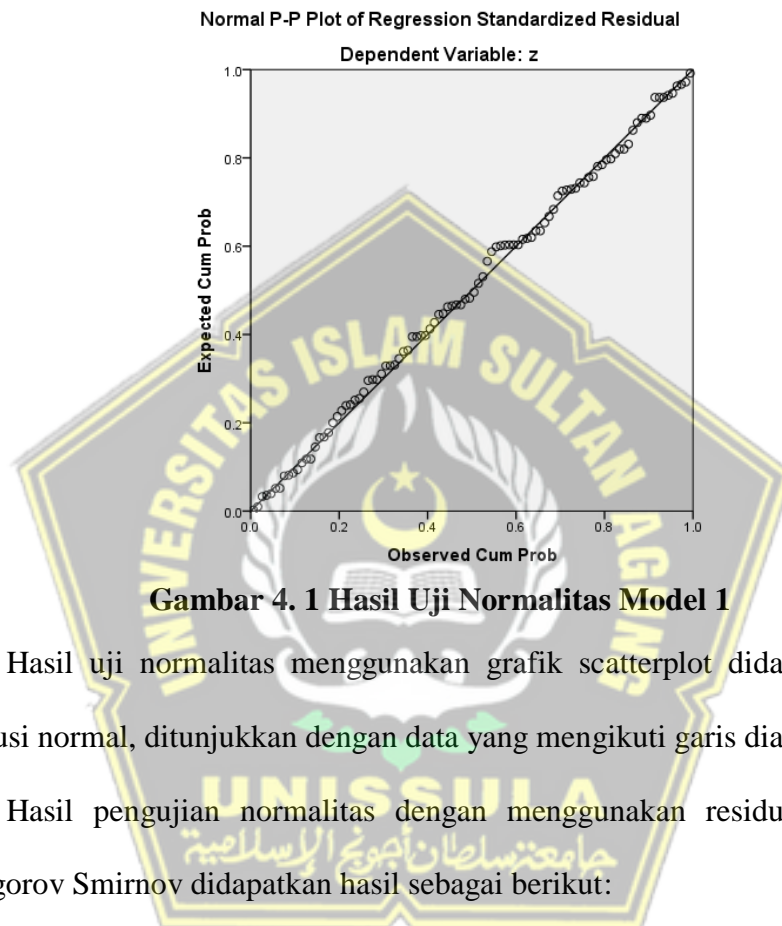 Normal P-P Plot of Regression Standardized Residual
Dependent Variable: z
1.0
0.8
0.6
0.4
0.2
0.0
Expected Cum Prob
0.0 0.2 0.4 0.6 0.8 1.0
Observed Cum Prob
UNIVERSITAS ISLAM SULTAN AGUNG
Gambar 4. 1 Hasil Uji Normalitas Model 1
Hasil uji normalitas menggunakan grafik scatterplot dida
usi normal, ditunjukkan dengan data yang mengikuti garis dia
UNISSULA
Hasil pengujian normalitas dengan menggunakan residu
جامعنساطان أجونج الإسلامية
gorov Smirnov didapatkan hasil sebagai berikut: